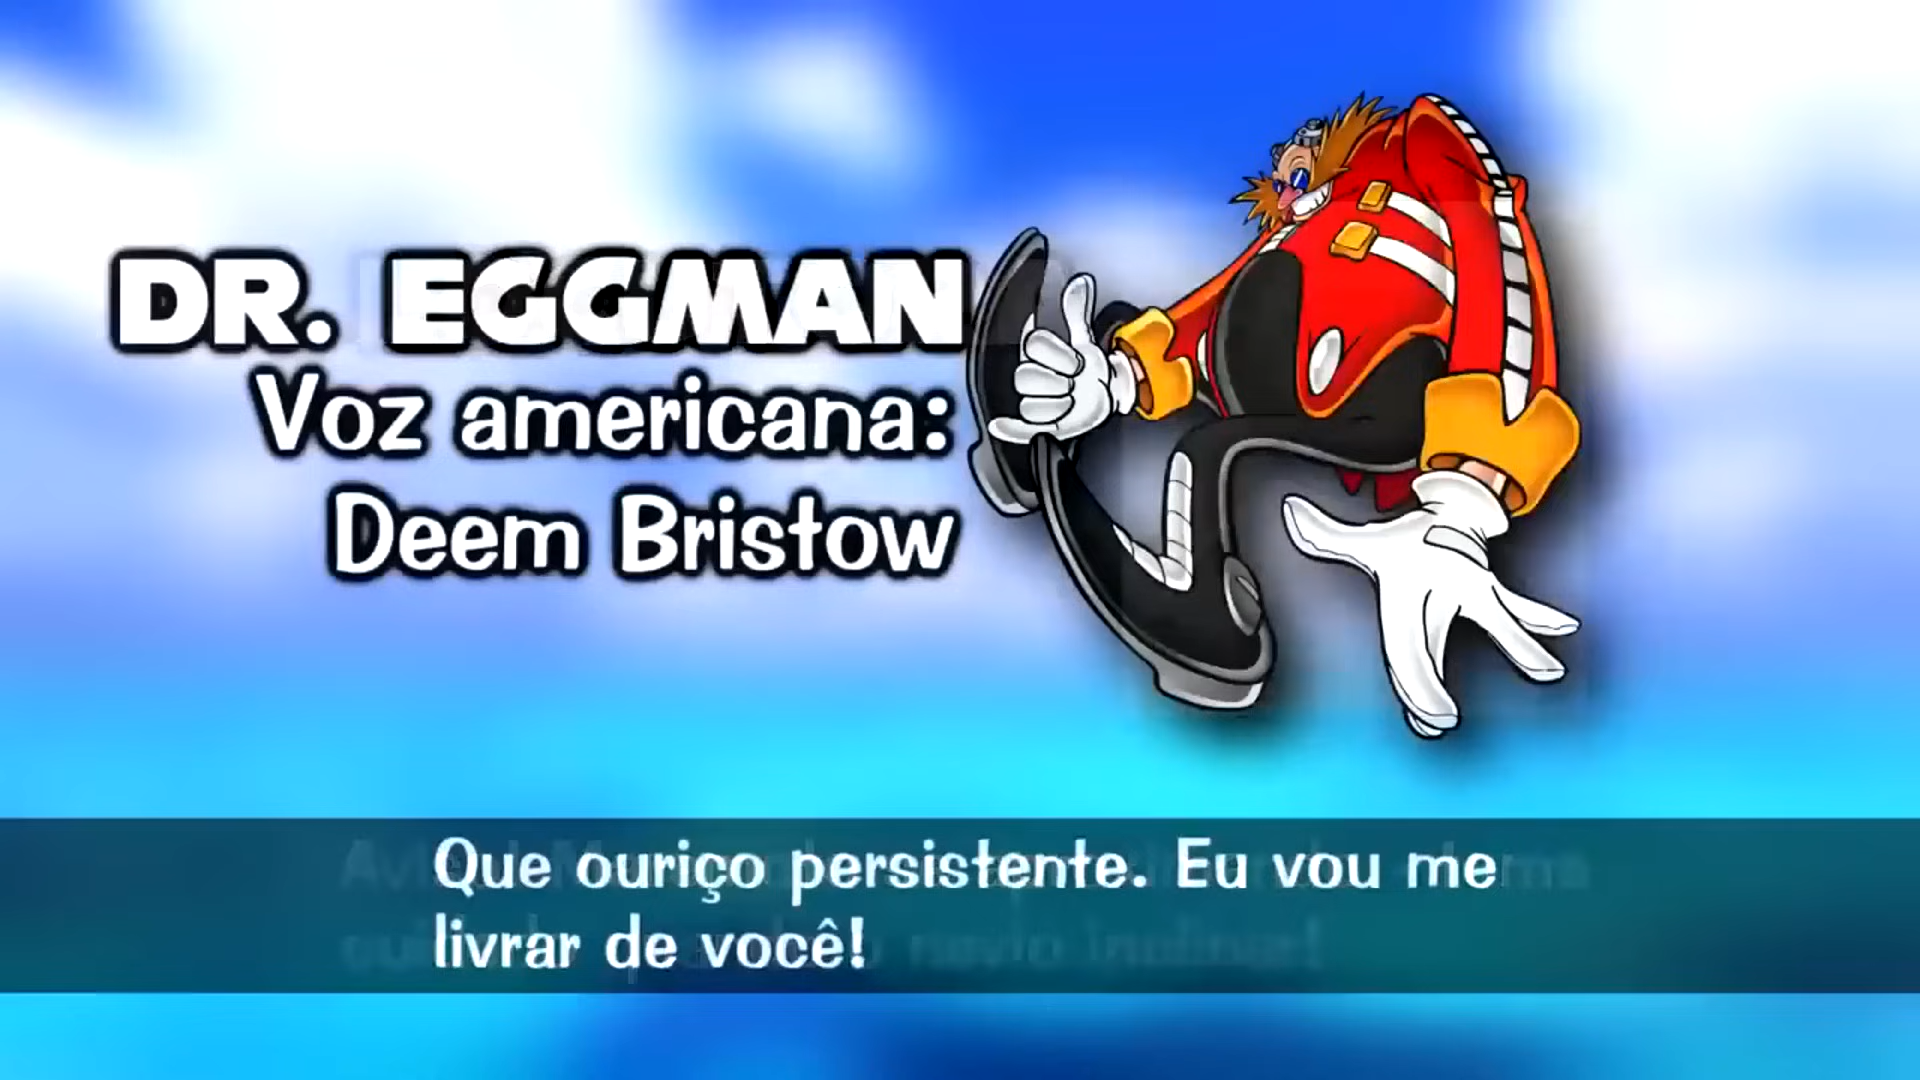 DR. EGGMAN
Voz americana:
Deem Bristow
Que ouriço persistente. Eu vou me
livrar de você!